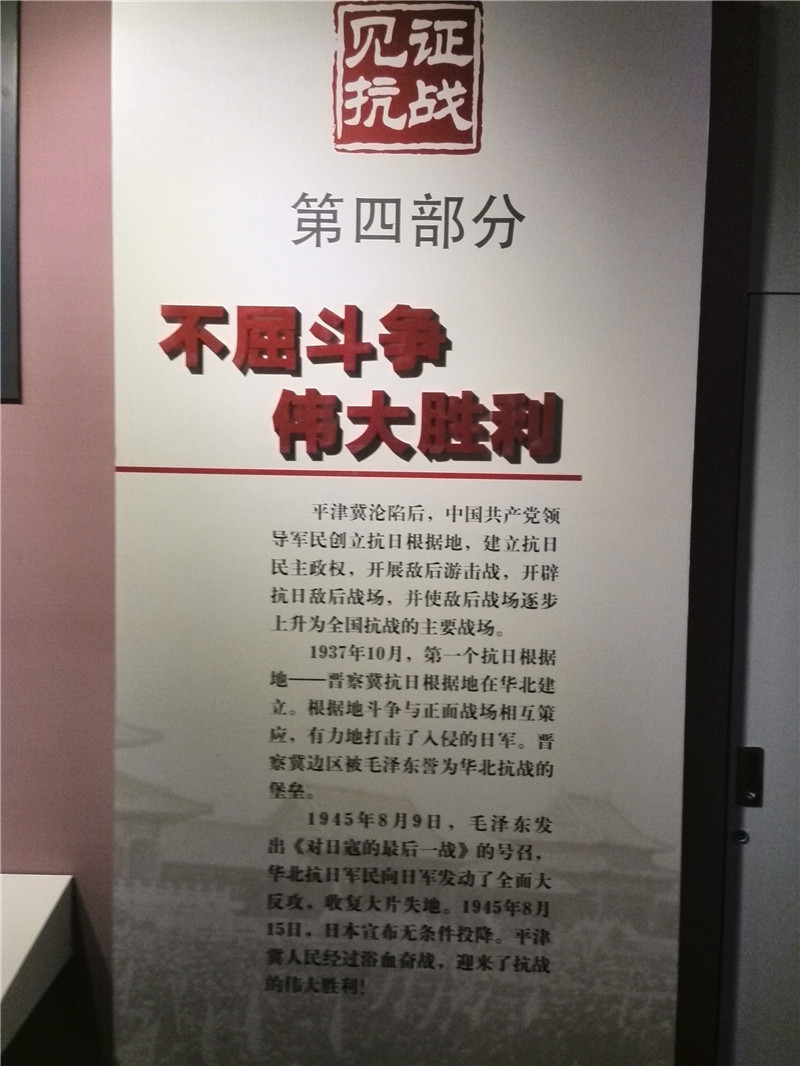 见证
抗战
第四部分
不屈斗争
伟大胜利
平津冀沦陷后，中国共产党领
导军民创立抗日根据地，建立抗日
民主政权，开展敌后游击战，开辟
抗日敌后战场，并使敌后战场逐步
上升为全国抗战的主要战场。
1937年10月，第一个抗日根据
地——晋察冀抗日根据地在华北建
立。根据地斗争与正面战场相互策
应，有力地打击了入侵的日军。晋
察冀边区被毛泽东誉为华北抗战的
堡垒。
1945年8月9日，毛泽东发
出《对日寇的最后一战》的号召，
华北抗日军民向日军发动了全面大
反攻，收复大片失地。1945年8月
15日，日本宣布无条件投降。平津
冀人民经过浴血奋战，迎来了抗战
的伟大胜利！